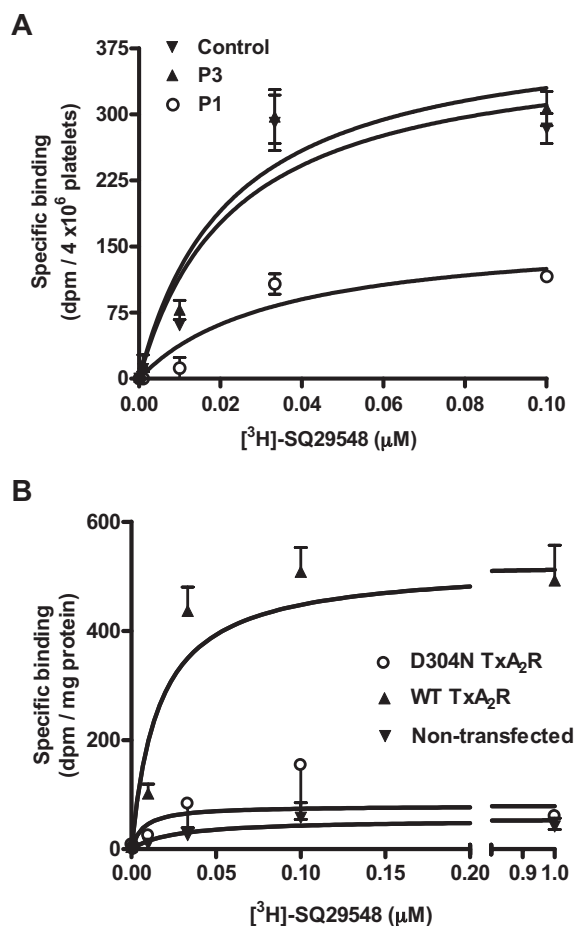 A
Control
P3
P1
375
300
225
150
75
0
Specific binding
(dpm / 4 x10⁶ platelets)
0.00 0.02 0.04 0.06 0.08 0.10
[³H]-SQ29548 (µM)
B
600
400
200
0
Specific binding
(dpm / mg protein)
D304N TxA₂R
WT TxA₂R
Non-transfected
0.00 0.05 0.10 0.15 0.20 0.9 1.0
[³H]-SQ29548 (µM)